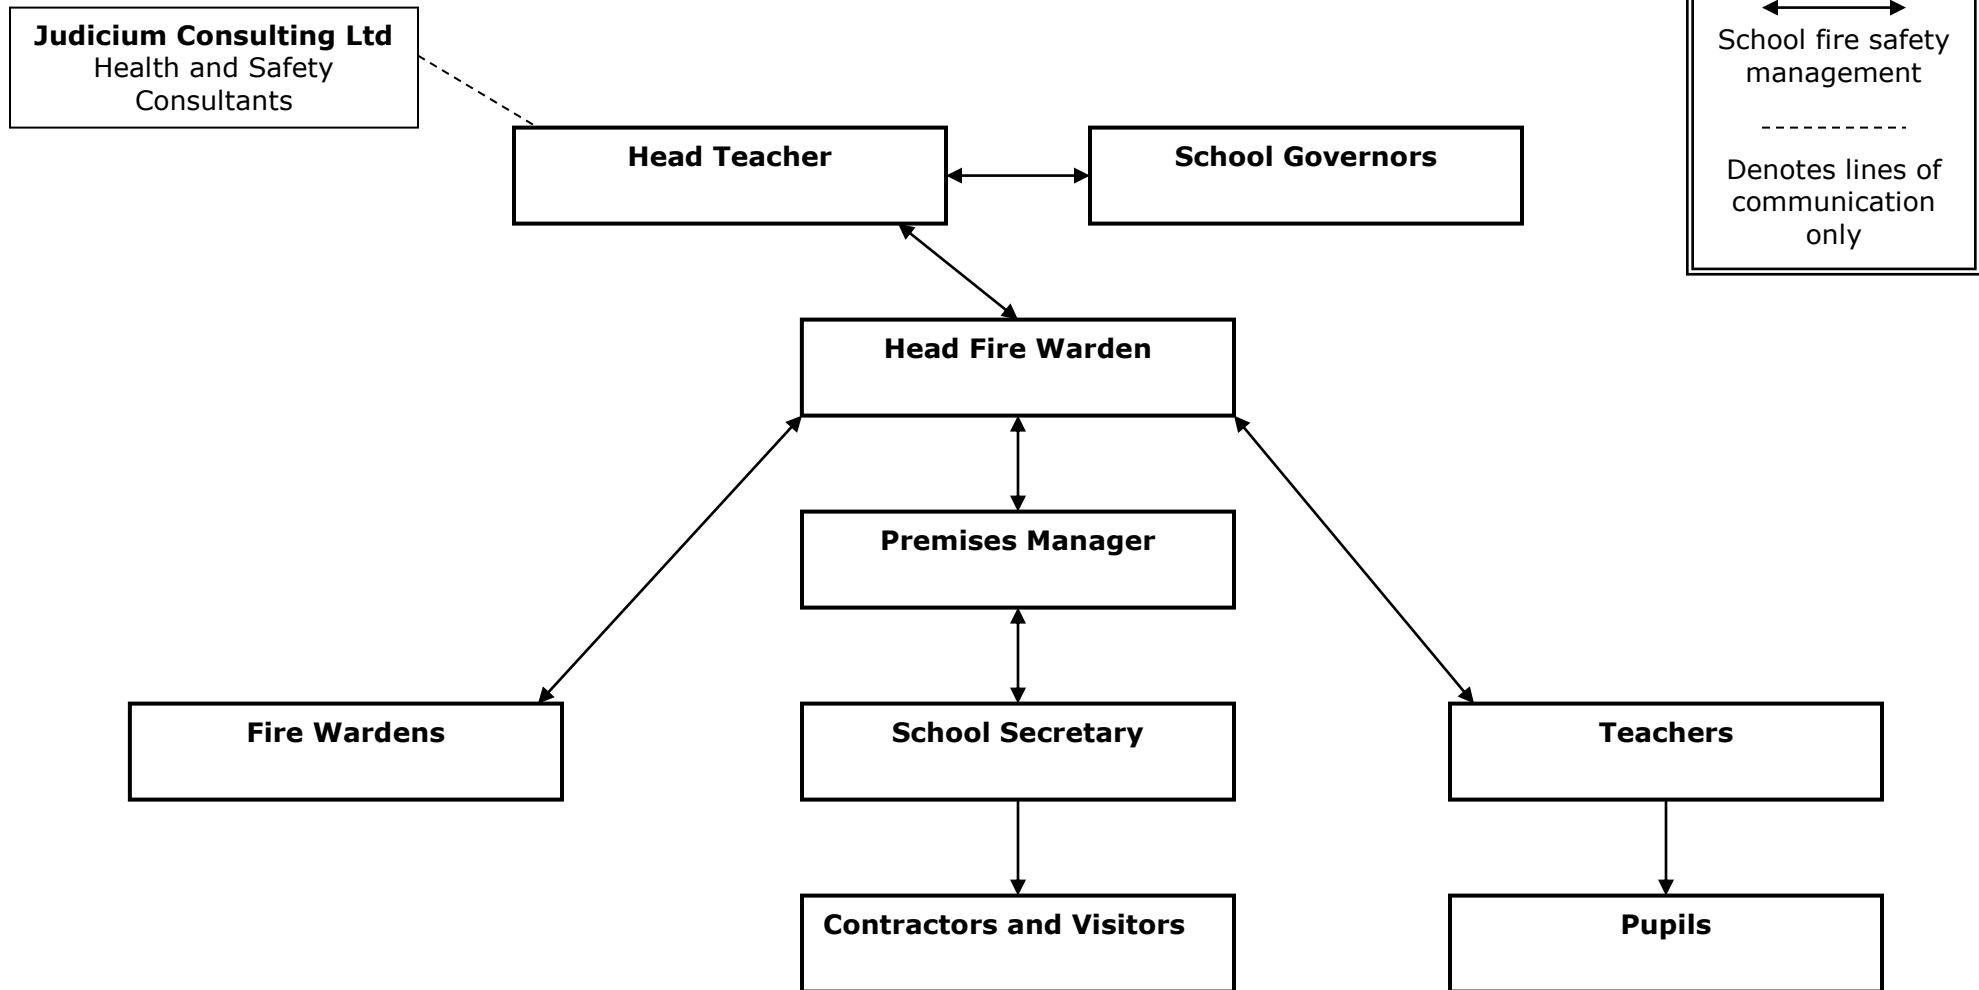 Judicium Consulting Ltd
Health and Safety
Consultants
School fire safety
management
Denotes lines of
communication
only
Head Teacher
School Governors
Head Fire Warden
Premises Manager
Fire Wardens
School Secretary
Teachers
Contractors and Visitors
Pupils